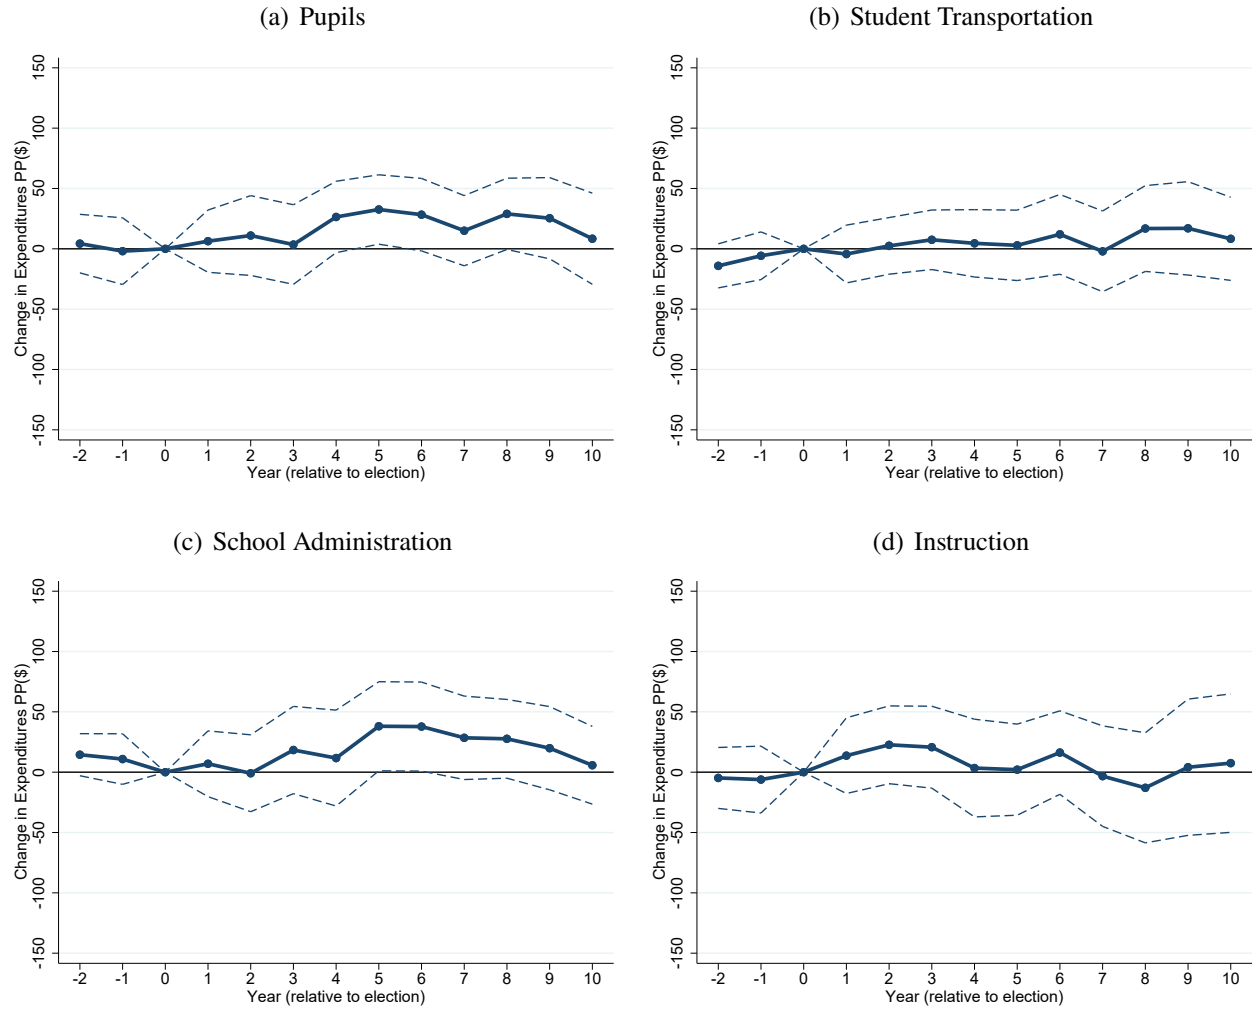 (a) Pupils
150
100
50
0
-50
-100
-150
Change in Expenditures PP($)
-2 -1 0 1 2 3 4 5 6 7 8 9 10
Year (relative to election)
(b) Student Transportation
150
100
50
0
-50
-100
-150
Change in Expenditures PP($)
-2 -1 0 1 2 3 4 5 6 7 8 9 10
Year (relative to election)
(c) School Administration
150
100
50
0
-50
-100
-150
Change in Expenditures PP($)
-2 -1 0 1 2 3 4 5 6 7 8 9 10
Year (relative to election)
(d) Instruction
150
100
50
0
-50
-100
-150
Change in Expenditures PP($)
-2 -1 0 1 2 3 4 5 6 7 8 9 10
Year (relative to election)